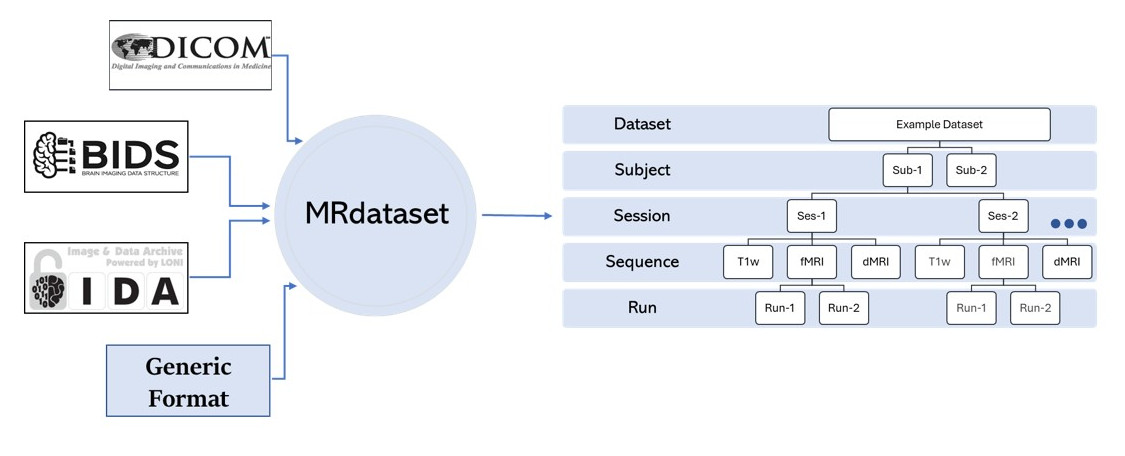 DICOM
Digital Imaging and Communications in Medicine
BIDS
BRAIN IMAGING DATA STRUCTURE
Image & Data Archive
Powered by LONI
I D A
Generic
Format
MRdataset
Dataset
Example Dataset
Subject
Sub-1 Sub-2
Session
Ses-1 Ses-2
Sequence
T1w fMRI dMRI T1w fMRI dMRI
Run
Run-1 Run-2 Run-1 Run-2